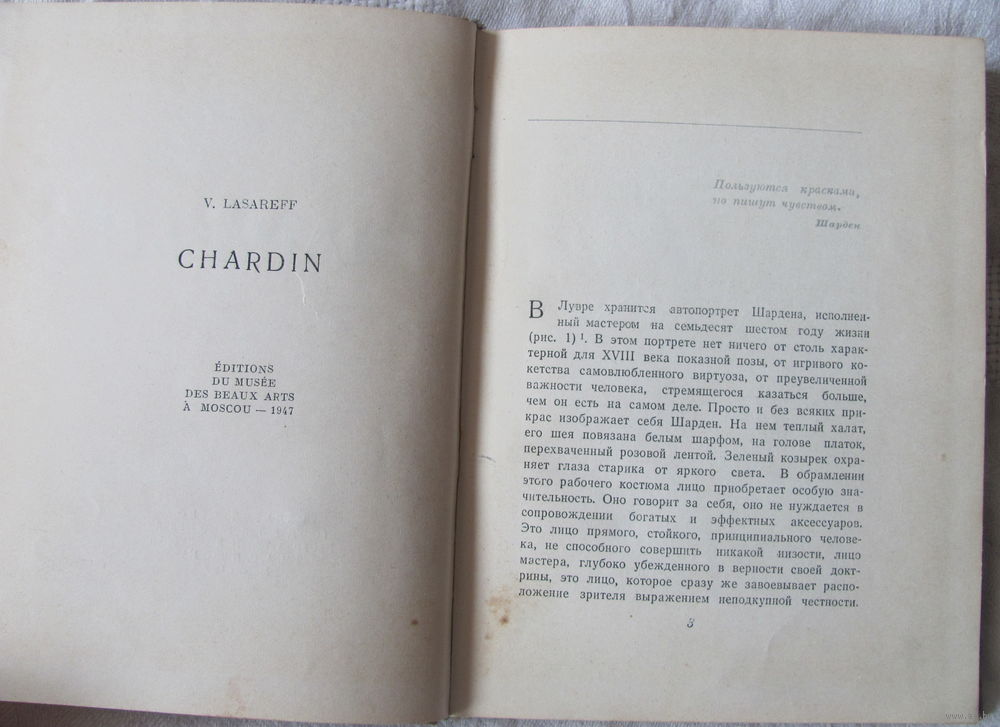 V. LASAREFF
CHARDIN
ÉDITIONS
DU MUSÉE
DES BEAUX ARTS
À MOSCOU — 1947
Пользуются красками,
но пишут чувством.
Шарден
В Лувре хранится автопортрет Шардена, исполнен-
ный мастером на семьдесят шестом году жизни
(рис. 1) ¹. В этом портрете нет ничего от столь харак-
терной для XVIII века показной позы, от игривого ко-
кетства самовлюбленного виртуоза, от преувеличенной
важности человека, стремящегося казаться больше,
чем он есть на самом деле. Просто и без всяких при-
крас изображает себя Шарден. На нем теплый халат,
его шея повязана белым шарфом, на голове платок,
перехваченный розовой лентой. Зеленый козырек охра-
няет глаза старика от яркого света. В обрамлении
этого рабочего костюма лицо приобретает особую зна-
чительность. Оно говорит за себя, оно не нуждается в
сопровождении богатых и эффектных аксессуаров.
Это лицо прямого, стойкого, принципиального челове-
ка, не способного совершить никакой низости, лицо
мастера, глубоко убежденного в верности своей докт-
рины, это лицо, которое сразу же завоевывает распо-
ложение зрителя выражением неподкупной честности.
3